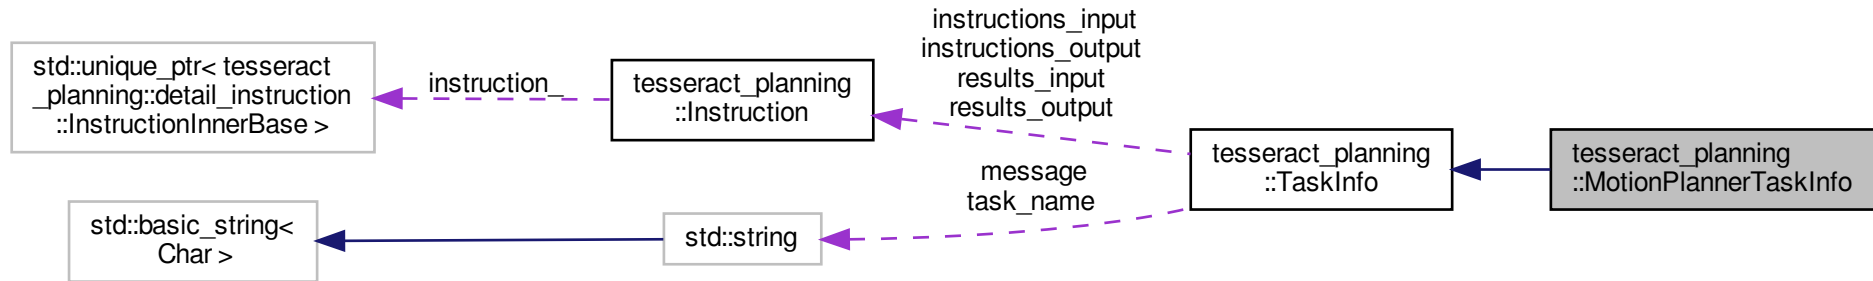 std::unique_ptr< tesseract
_planning::detail_instruction
::InstructionInnerBase >
instruction_
tesseract_planning
::Instruction
instructions_input
instructions_output
results_input
results_output
tesseract_planning
::TaskInfo
tesseract_planning
::MotionPlannerTaskInfo
message
task_name
std::basic_string<
Char >
std::string